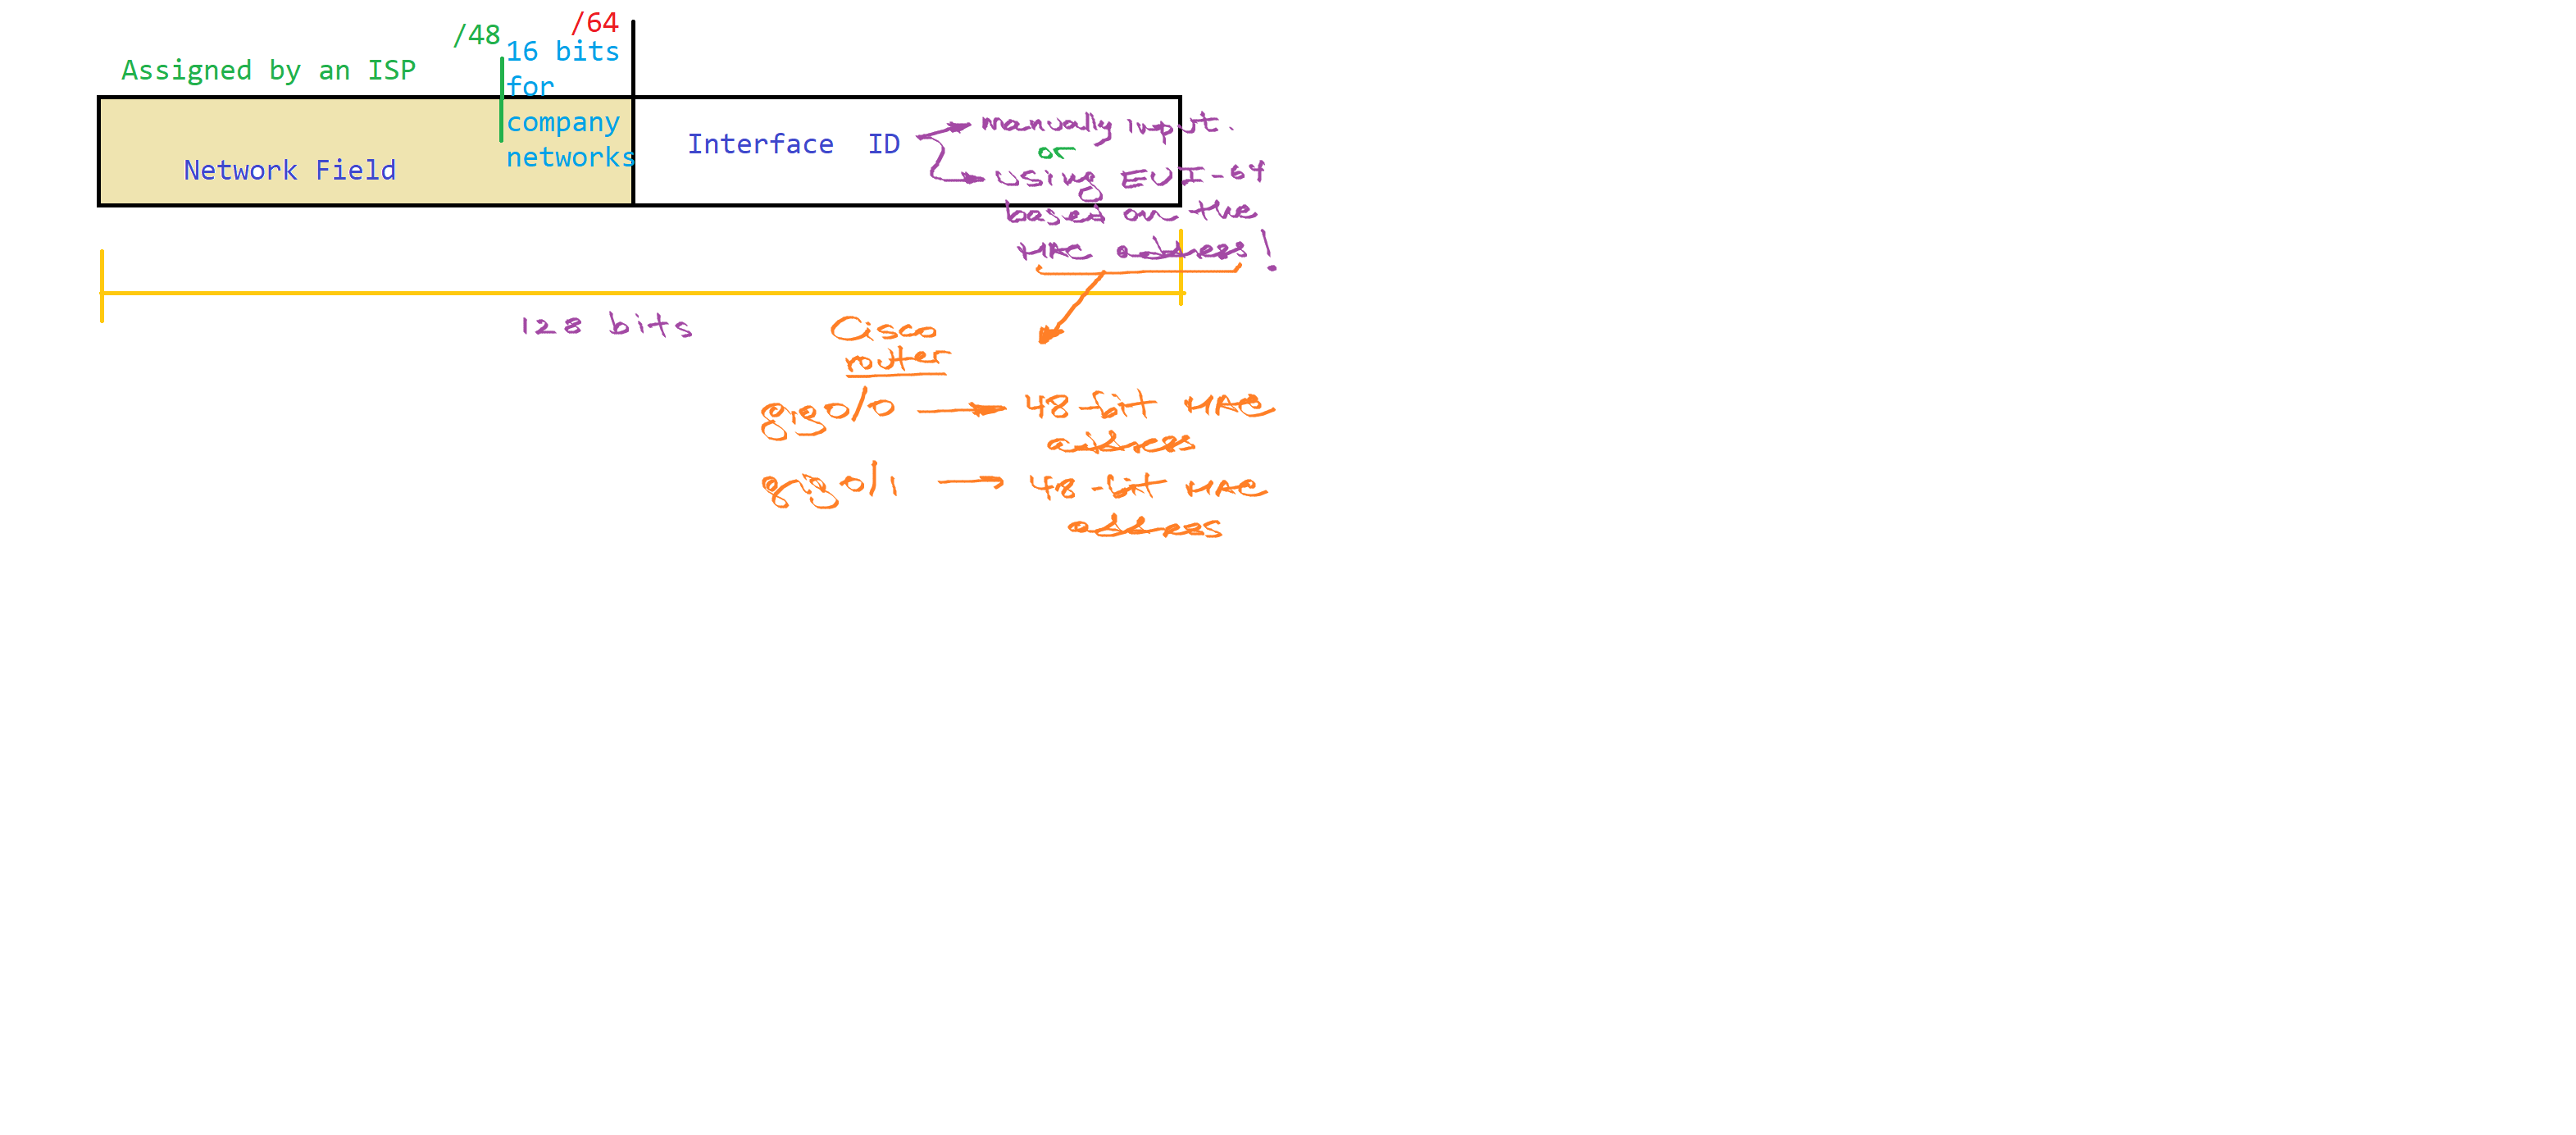 /64
/48
16 bits
for
Assigned by an ISP
company
networks
Network Field
Interface ID
manually input.
or
using EUI-64
based on the
MAC address!
128 bits
Cisco
router
gig0/0
48-bit MAC
address
gig0/1
48-bit MAC
address